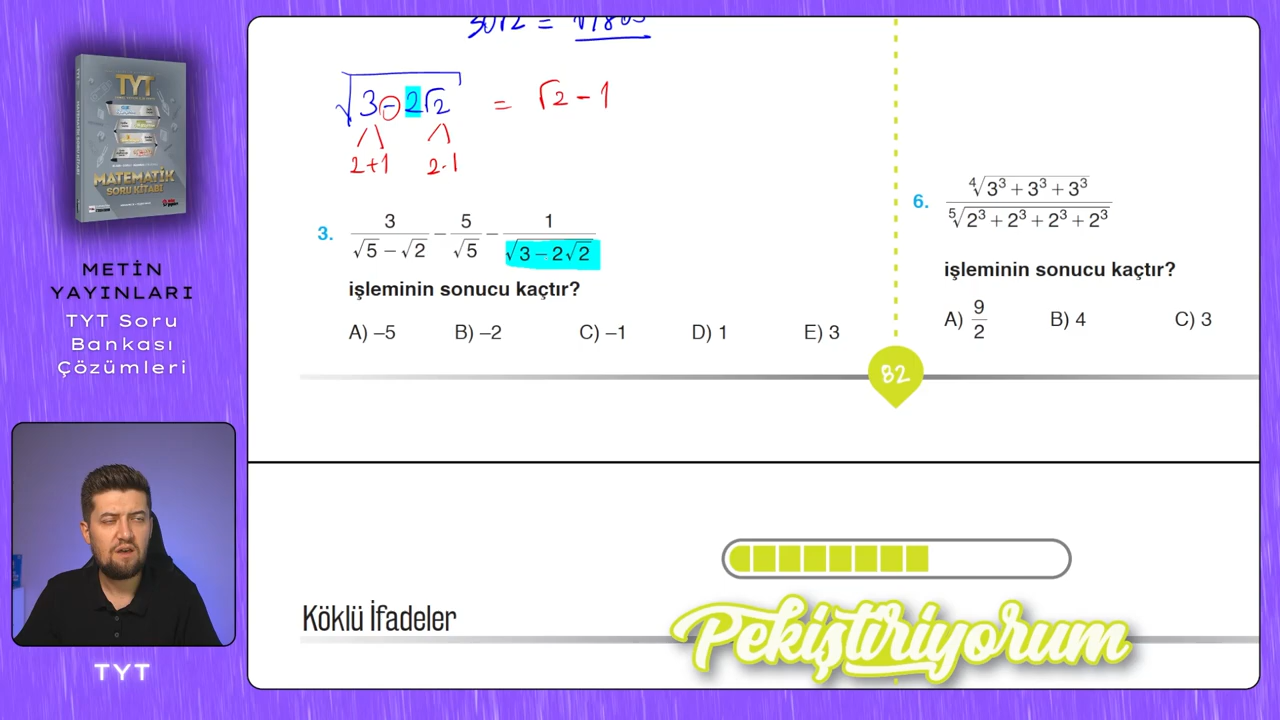 TYT
MATEMATİK
SORU KİTABI
METİN
YAYINLARI
TYT Soru
Bankası
Çözümleri
TYT
√(3 − 2√2) = √2 − 1
2+1 2·1
3. 3/(√5 − √2) − 5/√5 − 1/√(3 − 2√2)
işleminin sonucu kaçtır?
A) –5 B) –2 C) –1 D) 1 E) 3
6. ⁴√(3³ + 3³ + 3³) / ⁵√(2³ + 2³ + 2³ + 2³)
işleminin sonucu kaçtır?
A) 9/2 B) 4 C) 3
82
Köklü İfadeler
Pekiştiriyorum